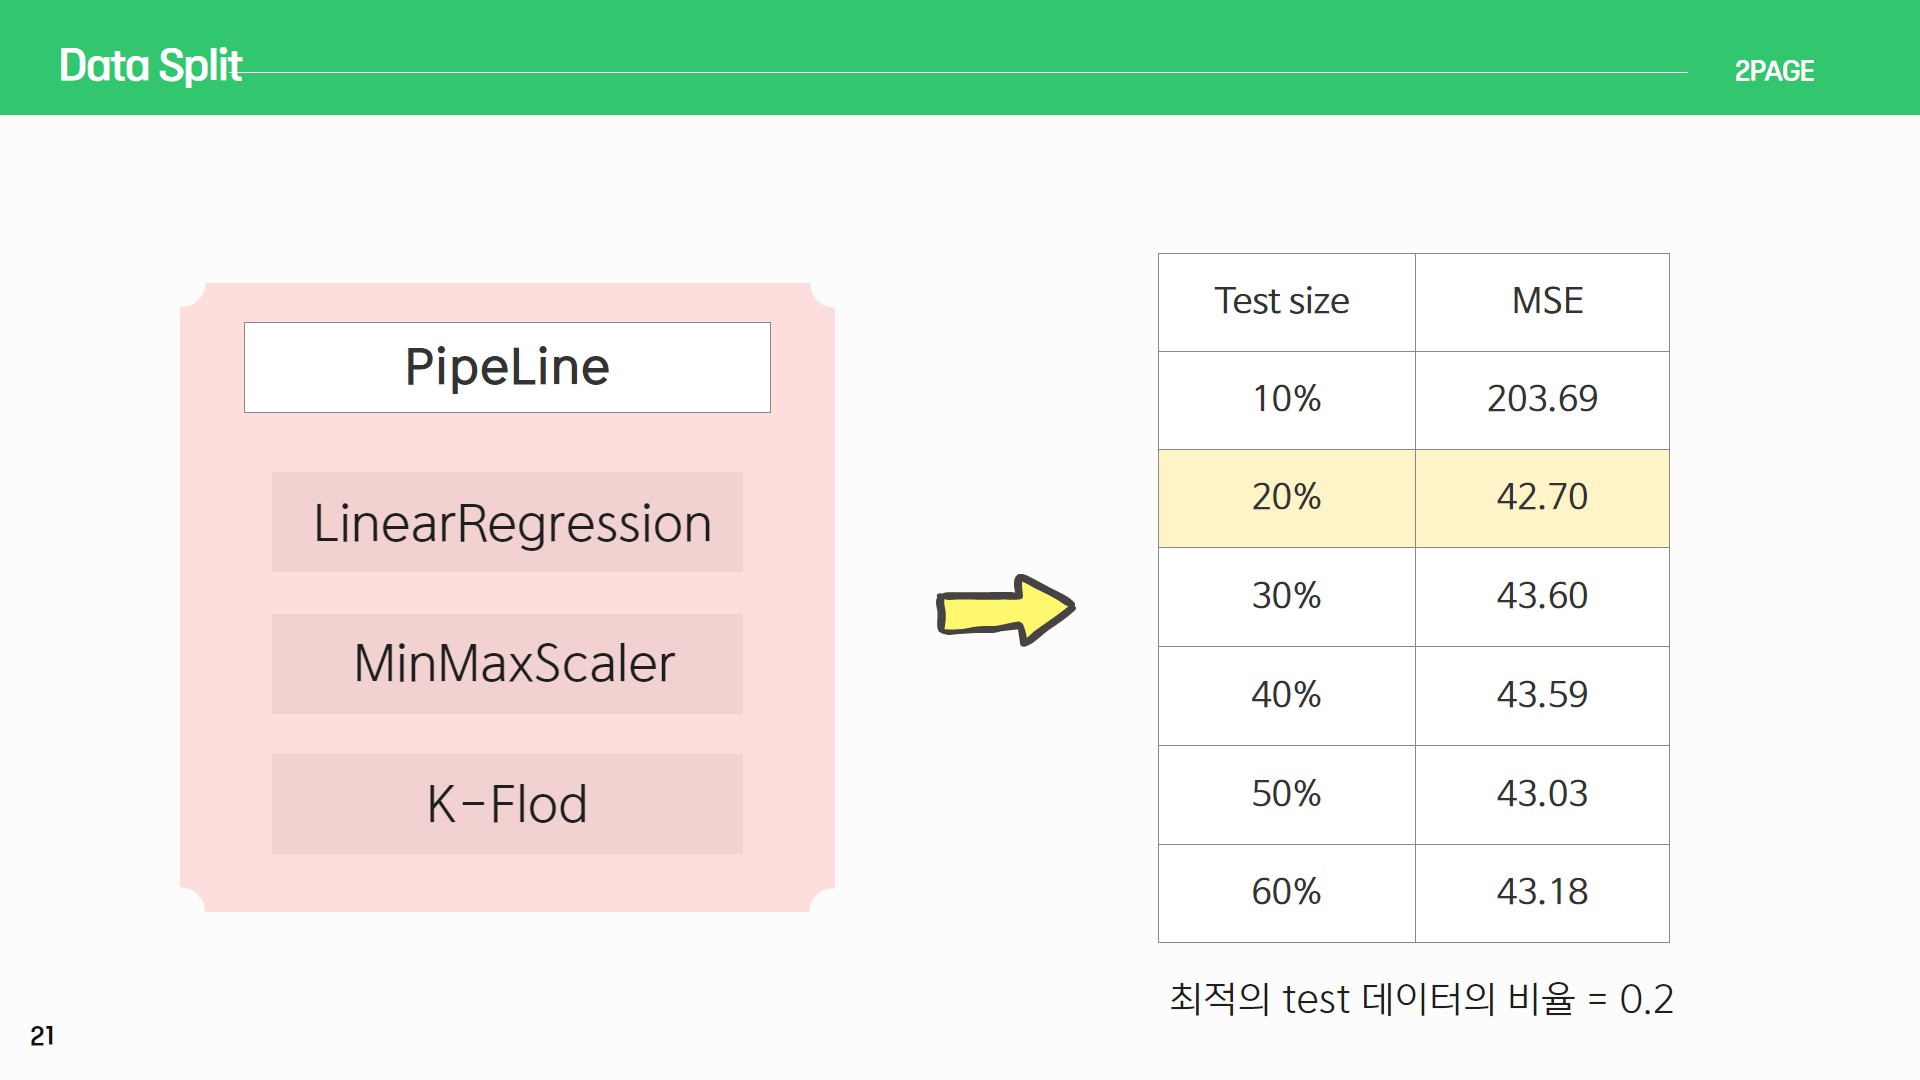 Data Split
2PAGE
PipeLine
LinearRegression
MinMaxScaler
K-Flod
Test size MSE
10% 203.69
20% 42.70
30% 43.60
40% 43.59
50% 43.03
60% 43.18
최적의 test 데이터의 비율 = 0.2
21